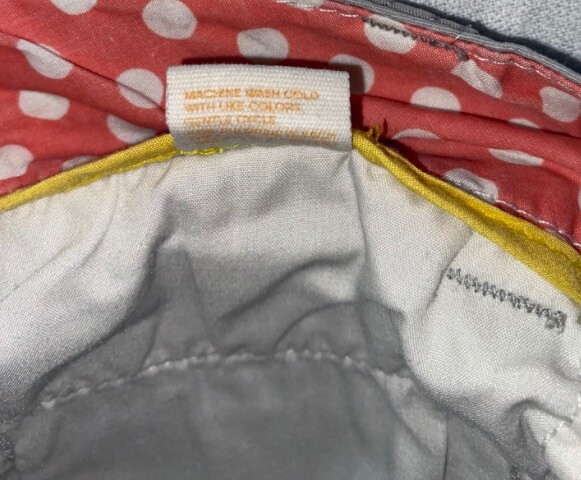 MACHINE WASH COLD
WITH LIKE COLORS
GENTLE CYCLE